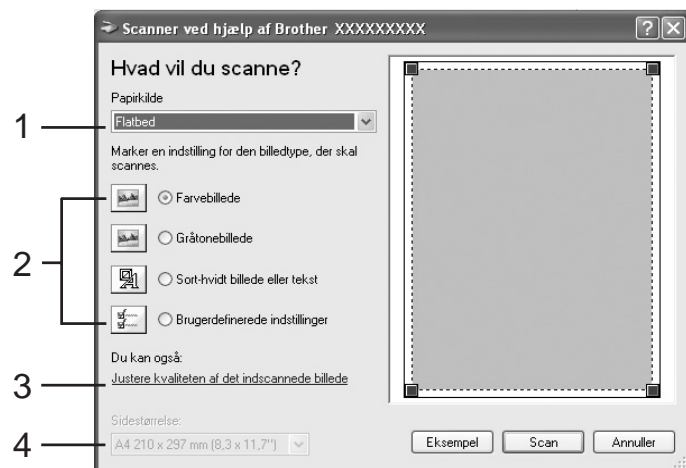 Scanner ved hjælp af Brother XXXXXXXXX
Hvad vil du scanne?
Papirkilde
1
Flatbed
Marker en indstilling for den billedtype, der skal
scannes.
Farvebillede
Gråtonebillede
2
Sort-hvidt billede eller tekst
Brugerdefinerede indstillinger
Du kan også:
3
Justere kvaliteten af det indscannede billede
Sidestørrelse:
4
A4 210 x 297 mm (8,3 x 11,7")
Eksempel
Scan
Annuller